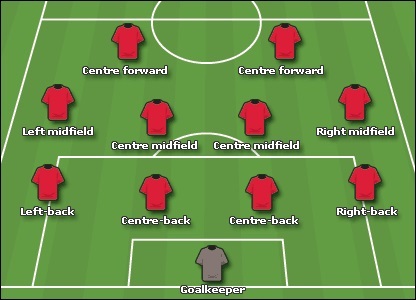 Centre forward
Centre forward
Left midfield
Right midfield
Centre midfield
Centre midfield
Left-back
Right-back
Centre-back
Centre-back
Goalkeeper